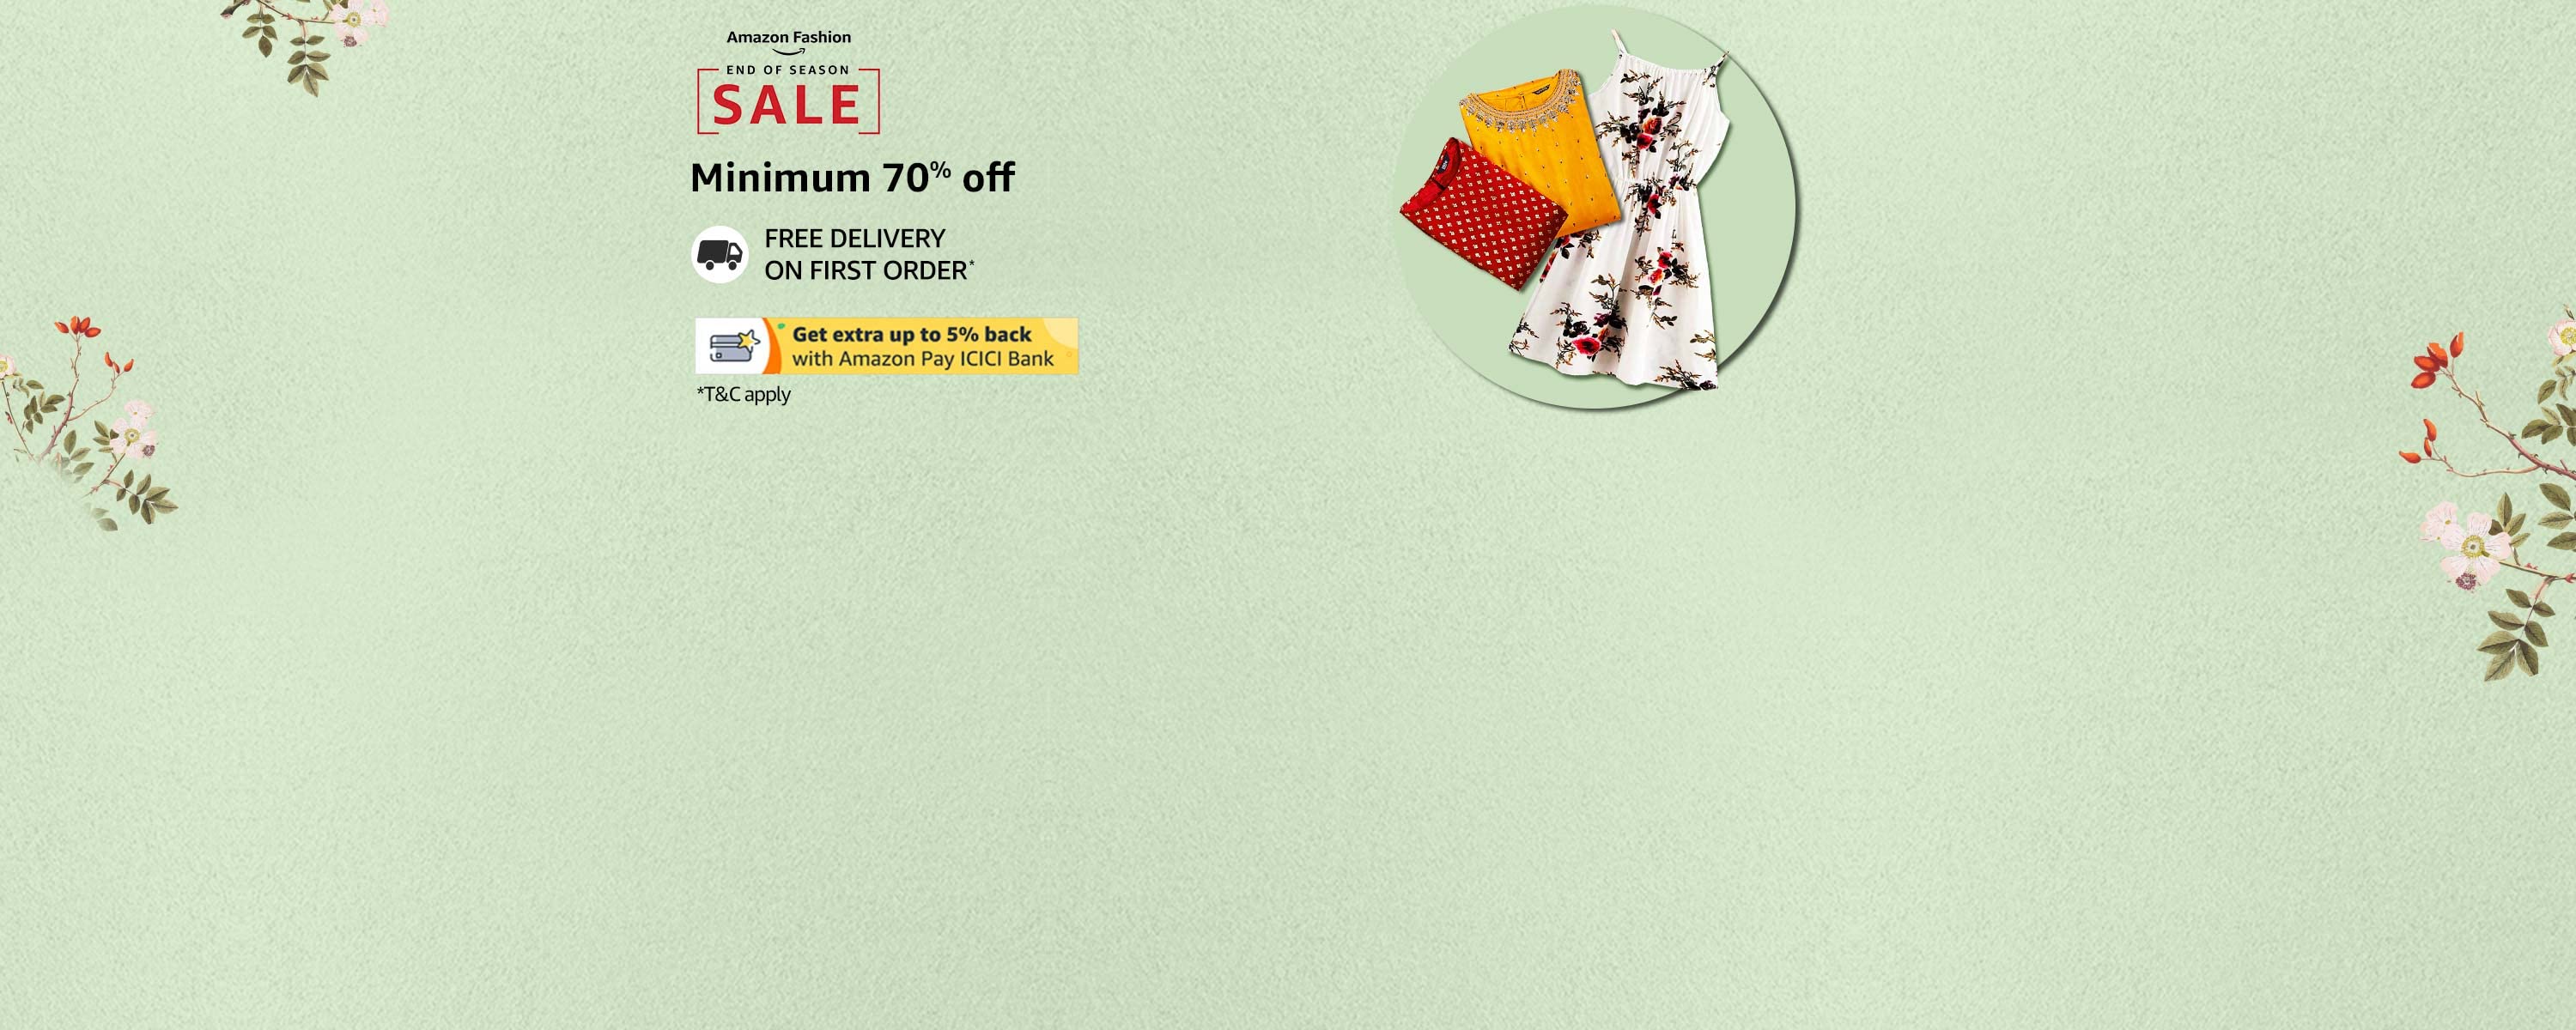 Amazon Fashion
END OF SEASON
SALE
Minimum 70% off
FREE DELIVERY
ON FIRST ORDER*
Get extra up to 5% back
with Amazon Pay ICICI Bank
*T&C apply